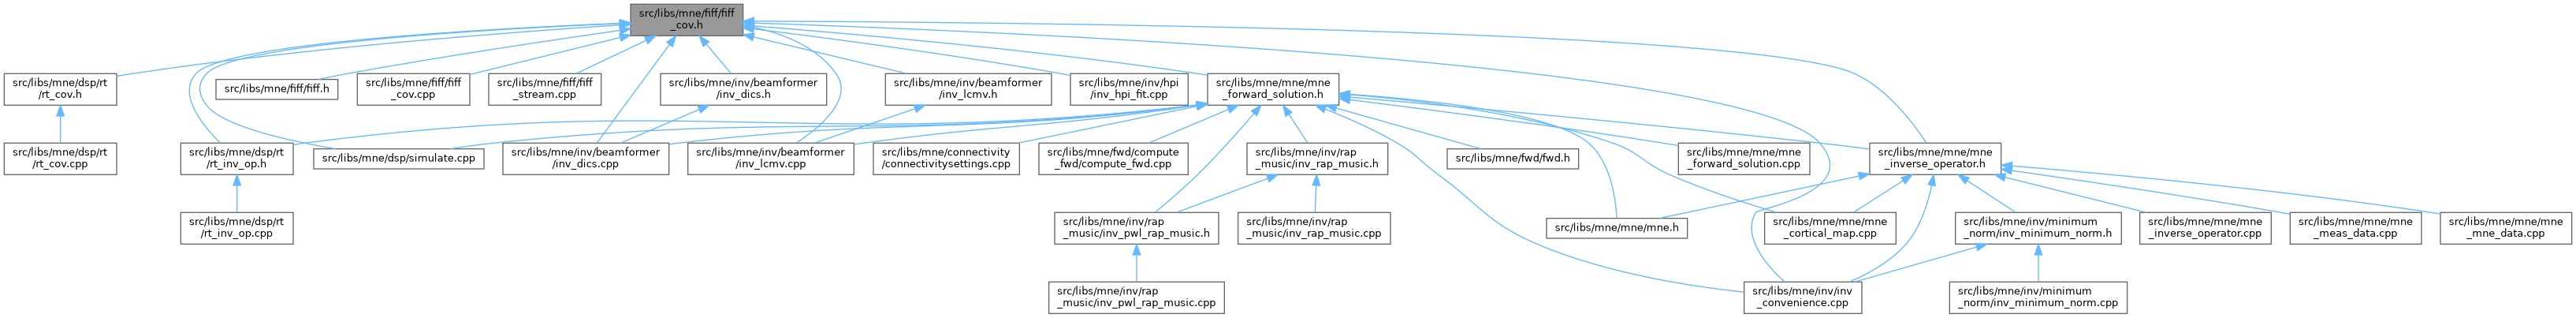 src/libs/mne/fiff/fiff
_cov.h
src/libs/mne/dsp/rt
/rt_cov.h
src/libs/mne/fiff/fiff.h
src/libs/mne/fiff/fiff
_cov.cpp
src/libs/mne/fiff/fiff
_stream.cpp
src/libs/mne/inv/beamformer
/inv_dics.h
src/libs/mne/inv/beamformer
/inv_lcmv.h
src/libs/mne/inv/hpi
/inv_hpi_fit.cpp
src/libs/mne/mne/mne
_forward_solution.h
src/libs/mne/dsp/rt
/rt_cov.cpp
src/libs/mne/dsp/rt
/rt_inv_op.h
src/libs/mne/dsp/simulate.cpp
src/libs/mne/inv/beamformer
/inv_dics.cpp
src/libs/mne/inv/beamformer
/inv_lcmv.cpp
src/libs/mne/connectivity
/connectivitysettings.cpp
src/libs/mne/fwd/compute
_fwd/compute_fwd.cpp
src/libs/mne/inv/rap
_music/inv_rap_music.h
src/libs/mne/fwd/fwd.h
src/libs/mne/mne/mne
_forward_solution.cpp
src/libs/mne/mne/mne
_inverse_operator.h
src/libs/mne/dsp/rt
/rt_inv_op.cpp
src/libs/mne/inv/rap
_music/inv_pwl_rap_music.h
src/libs/mne/inv/rap
_music/inv_rap_music.cpp
src/libs/mne/mne/mne.h
src/libs/mne/mne/mne
_cortical_map.cpp
src/libs/mne/inv/minimum
_norm/inv_minimum_norm.h
src/libs/mne/mne/mne
_inverse_operator.cpp
src/libs/mne/mne/mne
_meas_data.cpp
src/libs/mne/mne/mne
_mne_data.cpp
src/libs/mne/inv/rap
_music/inv_pwl_rap_music.cpp
src/libs/mne/inv/inv
_convenience.cpp
src/libs/mne/inv/minimum
_norm/inv_minimum_norm.cpp